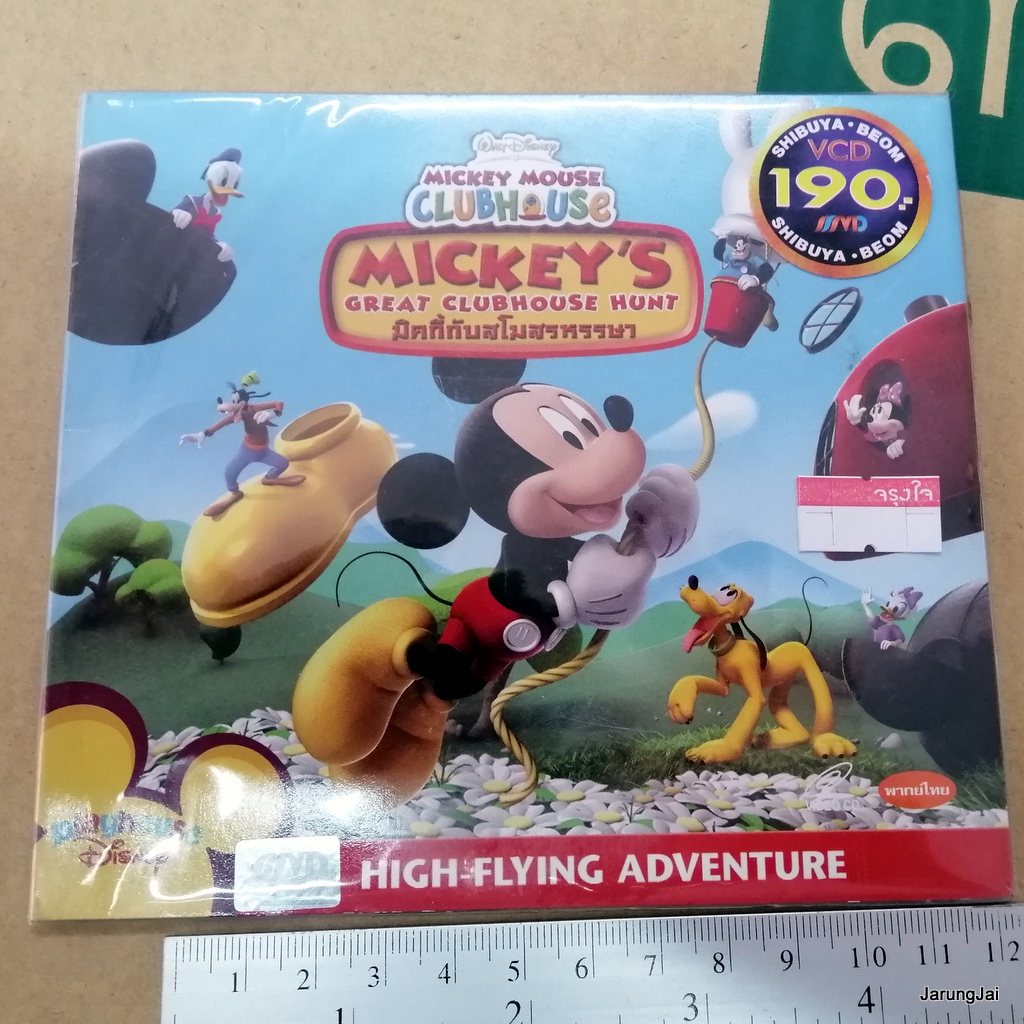 Walt Disney
MICKEY MOUSE
CLUBHOUSE
MICKEY'S
GREAT CLUBHOUSE HUNT
มิคกี้กับสโมสรหรรษา
SHIBUYA • BEOM
VCD
190.-
SHIBUYA • BEOM
จรุงใจ
พากย์ไทย
playhouse
Disney
HIGH-FLYING ADVENTURE
1 2 3 4 5 6 7 8 9 10 11 12
1 2 3 4
JarungJai